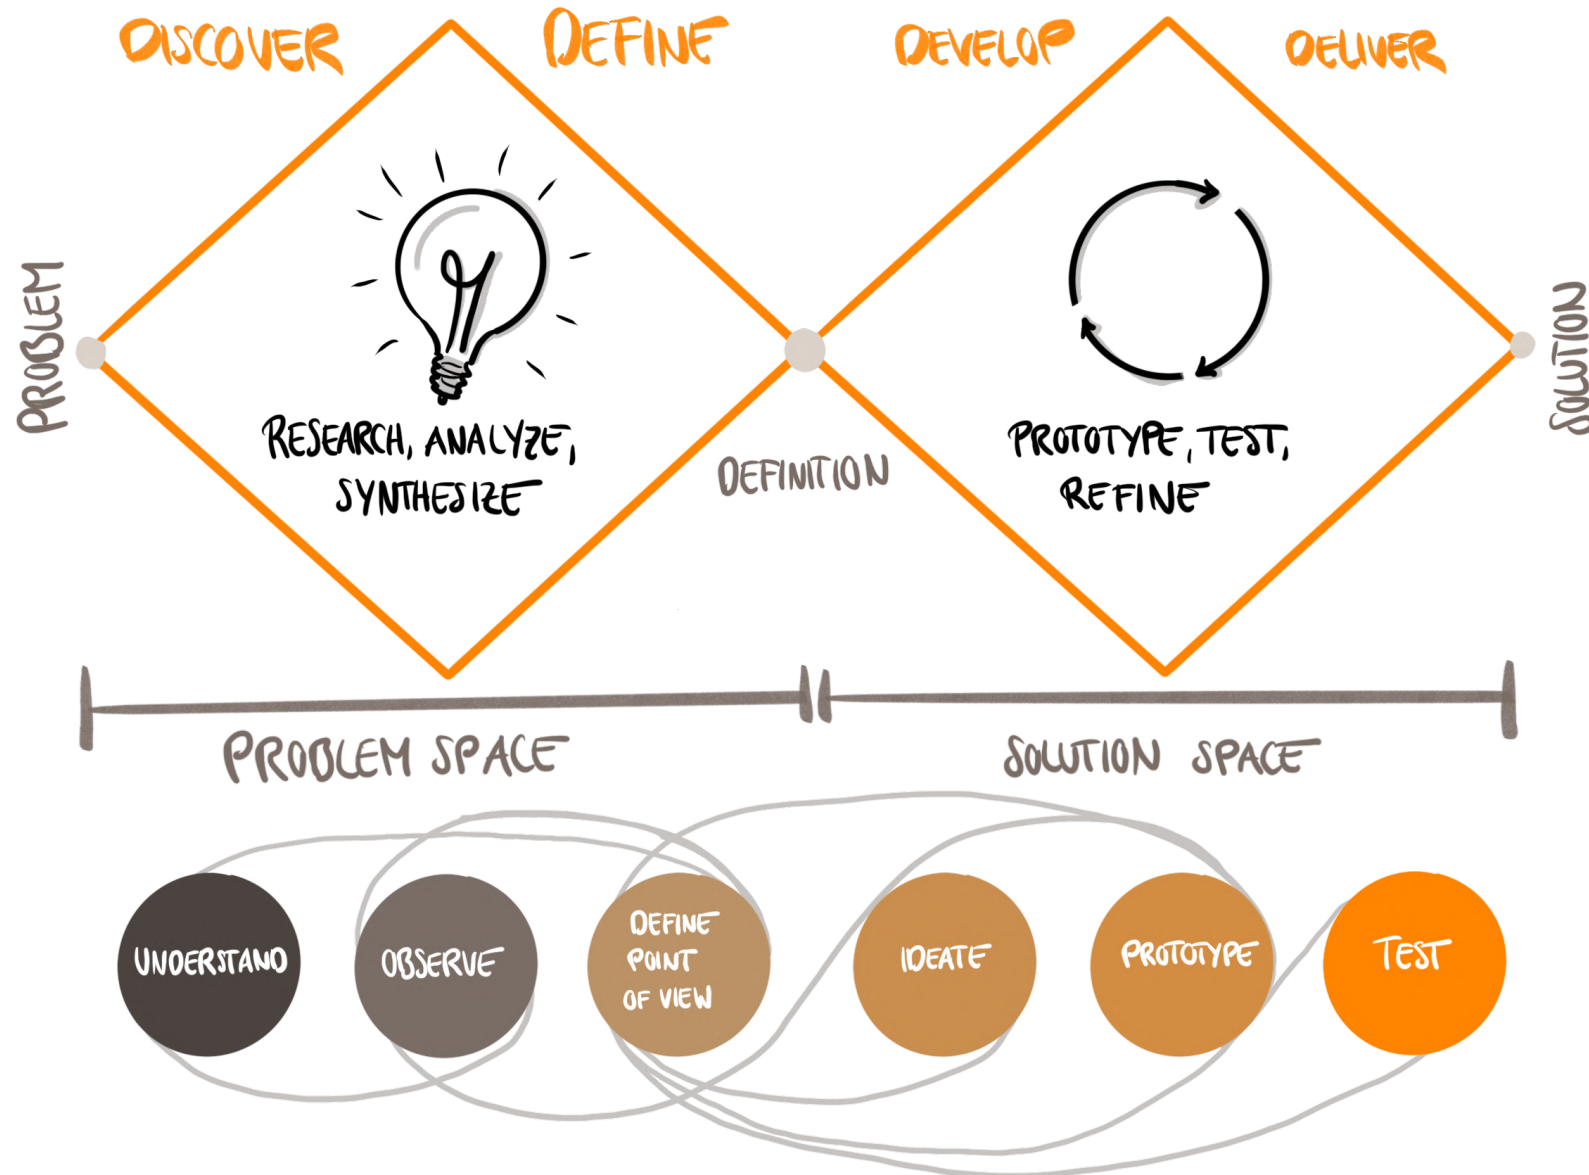 DISCOVER
DEFINE
DEVELOP
DELIVER
PROBLEM
RESEARCH, ANALYZE,
SYNTHESIZE
DEFINITION
PROTOTYPE, TEST,
REFINE
SOLUTION
PROBLEM SPACE
SOLUTION SPACE
UNDERSTAND
OBSERVE
DEFINE
POINT
OF VIEW
IDEATE
PROTOTYPE
TEST